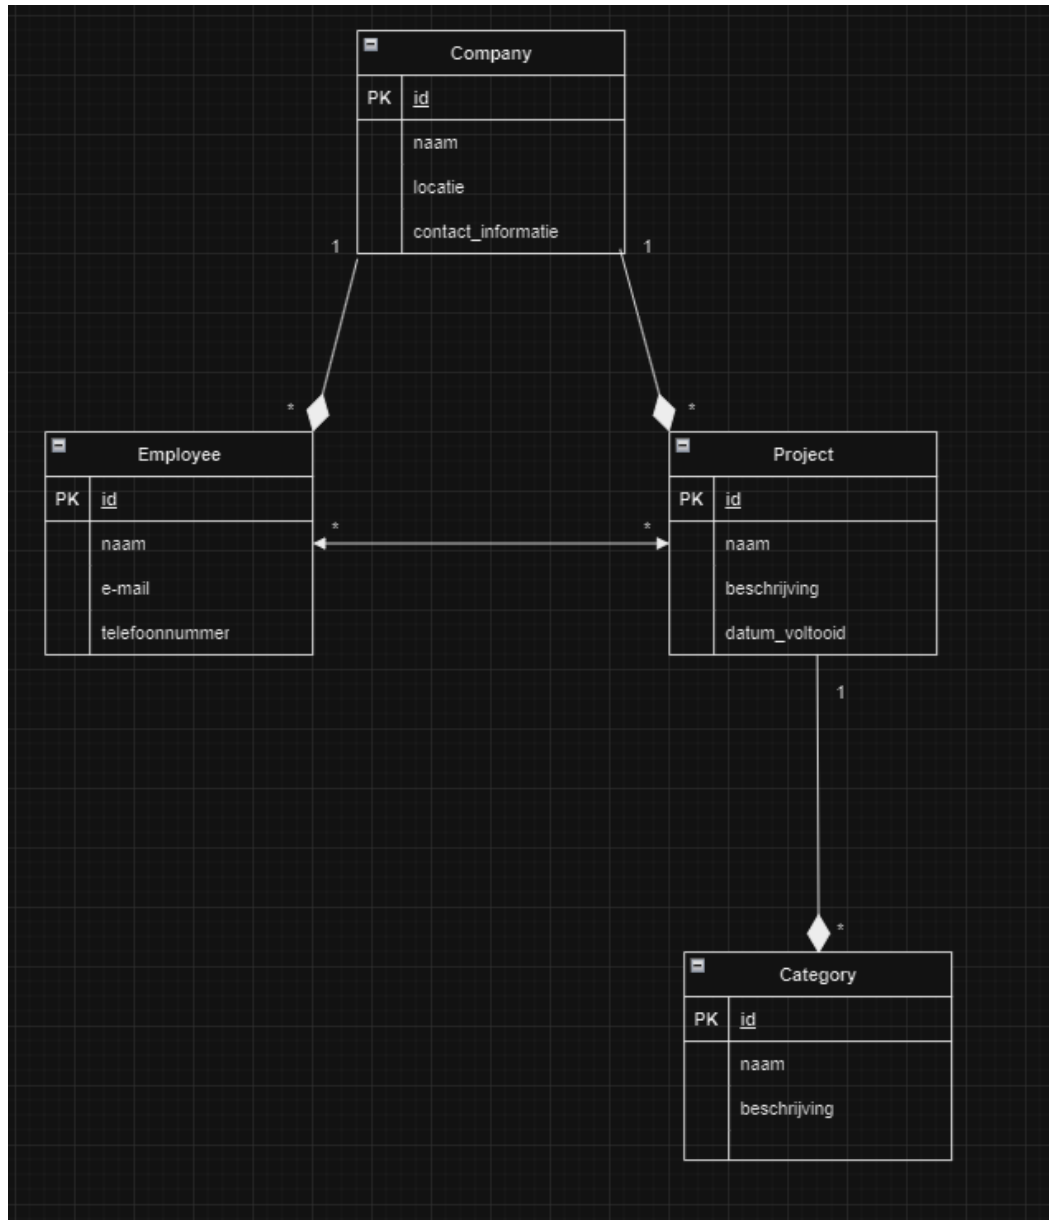 Company
PK id
naam
locatie
contact_informatie
1 1
* *
Employee
PK id
naam
e-mail
telefoonnummer
* *
Project
PK id
naam
beschrijving
datum_voltooid
1
*
Category
PK id
naam
beschrijving